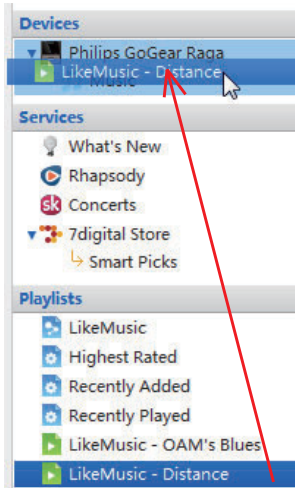 Devices
Philips GoGear Raga
LikeMusic - Distance
Music
Services
What's New
Rhapsody
sk Concerts
7digital Store
Smart Picks
Playlists
LikeMusic
Highest Rated
Recently Added
Recently Played
LikeMusic - OAM's Blues
LikeMusic - Distance